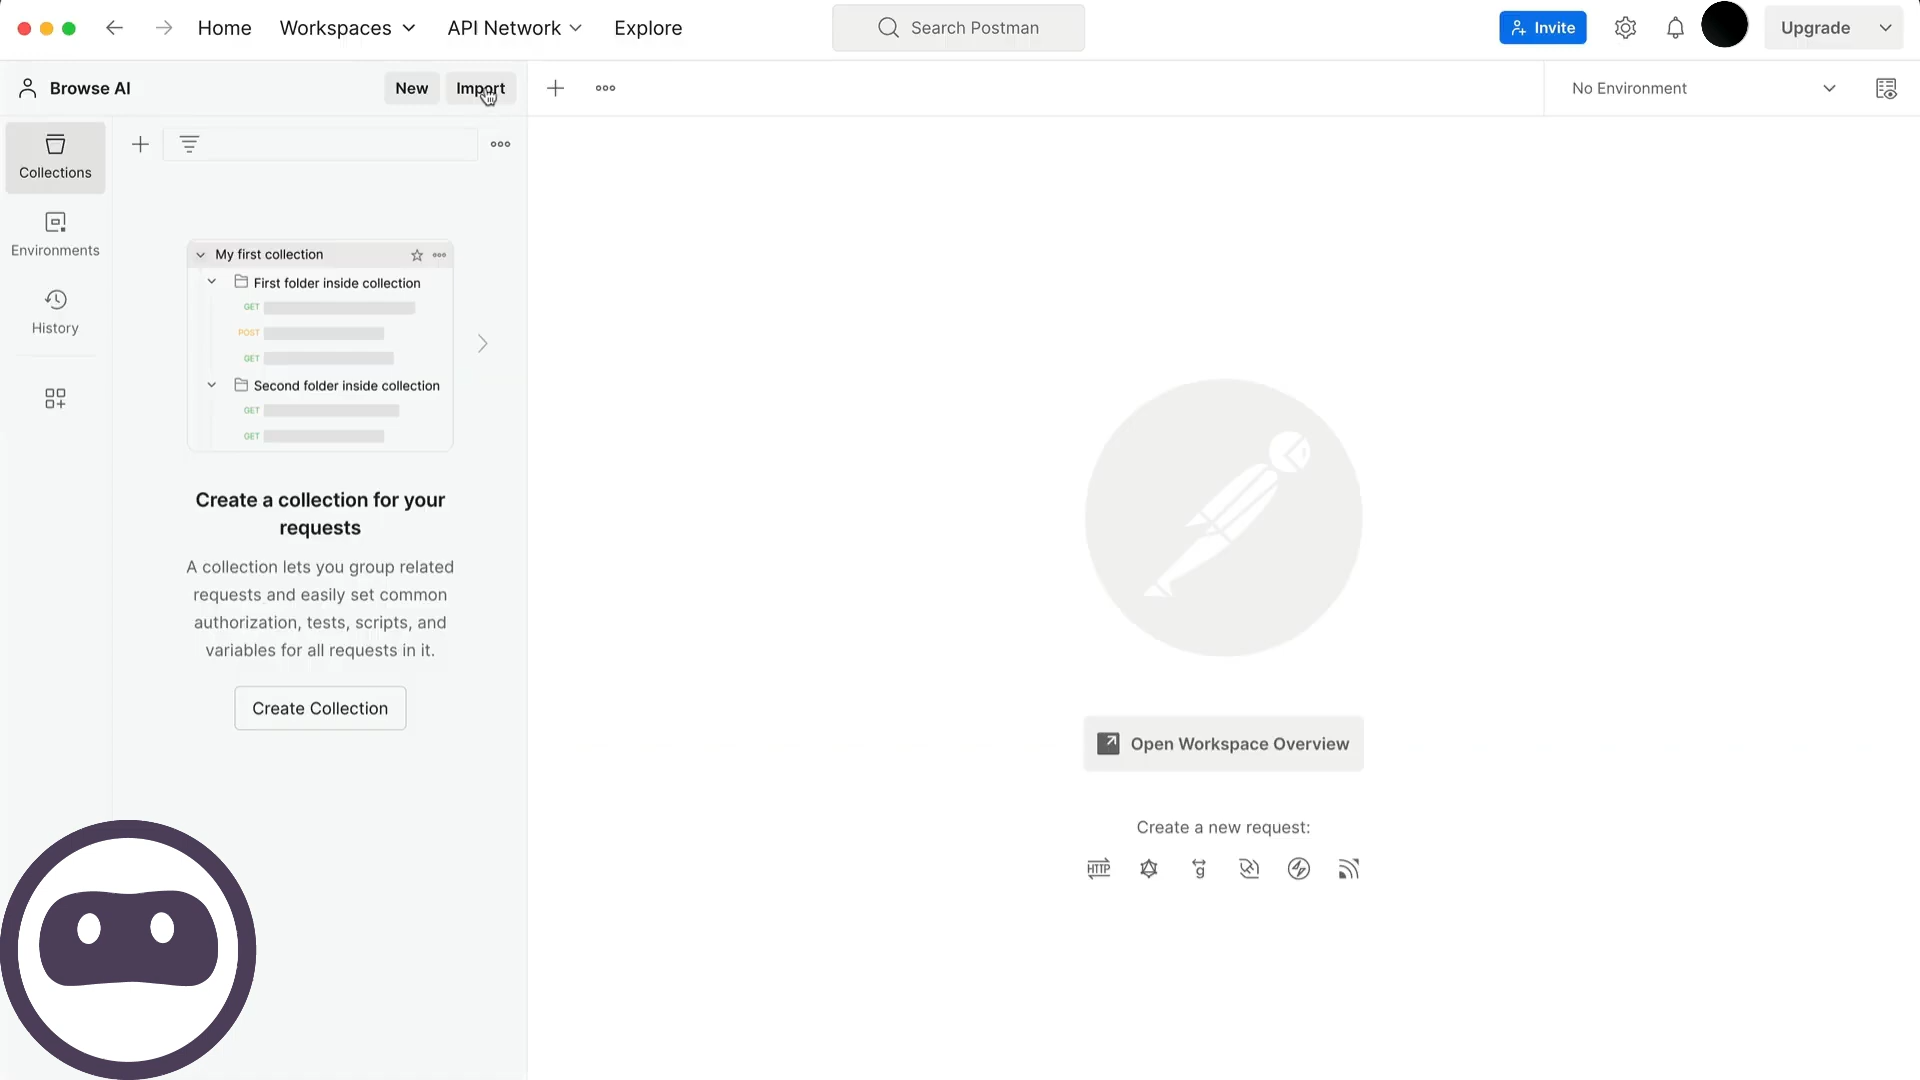 Home
Workspaces
API Network
Explore
Search Postman
Invite
Upgrade
Browse AI
New
Import
No Environment
Collections
Environments
History
My first collection
First folder inside collection
GET
POST
GET
Second folder inside collection
GET
GET
Create a collection for your
requests
A collection lets you group related
requests and easily set common
authorization, tests, scripts, and
variables for all requests in it.
Create Collection
Open Workspace Overview
Create a new request:
HTTP
g